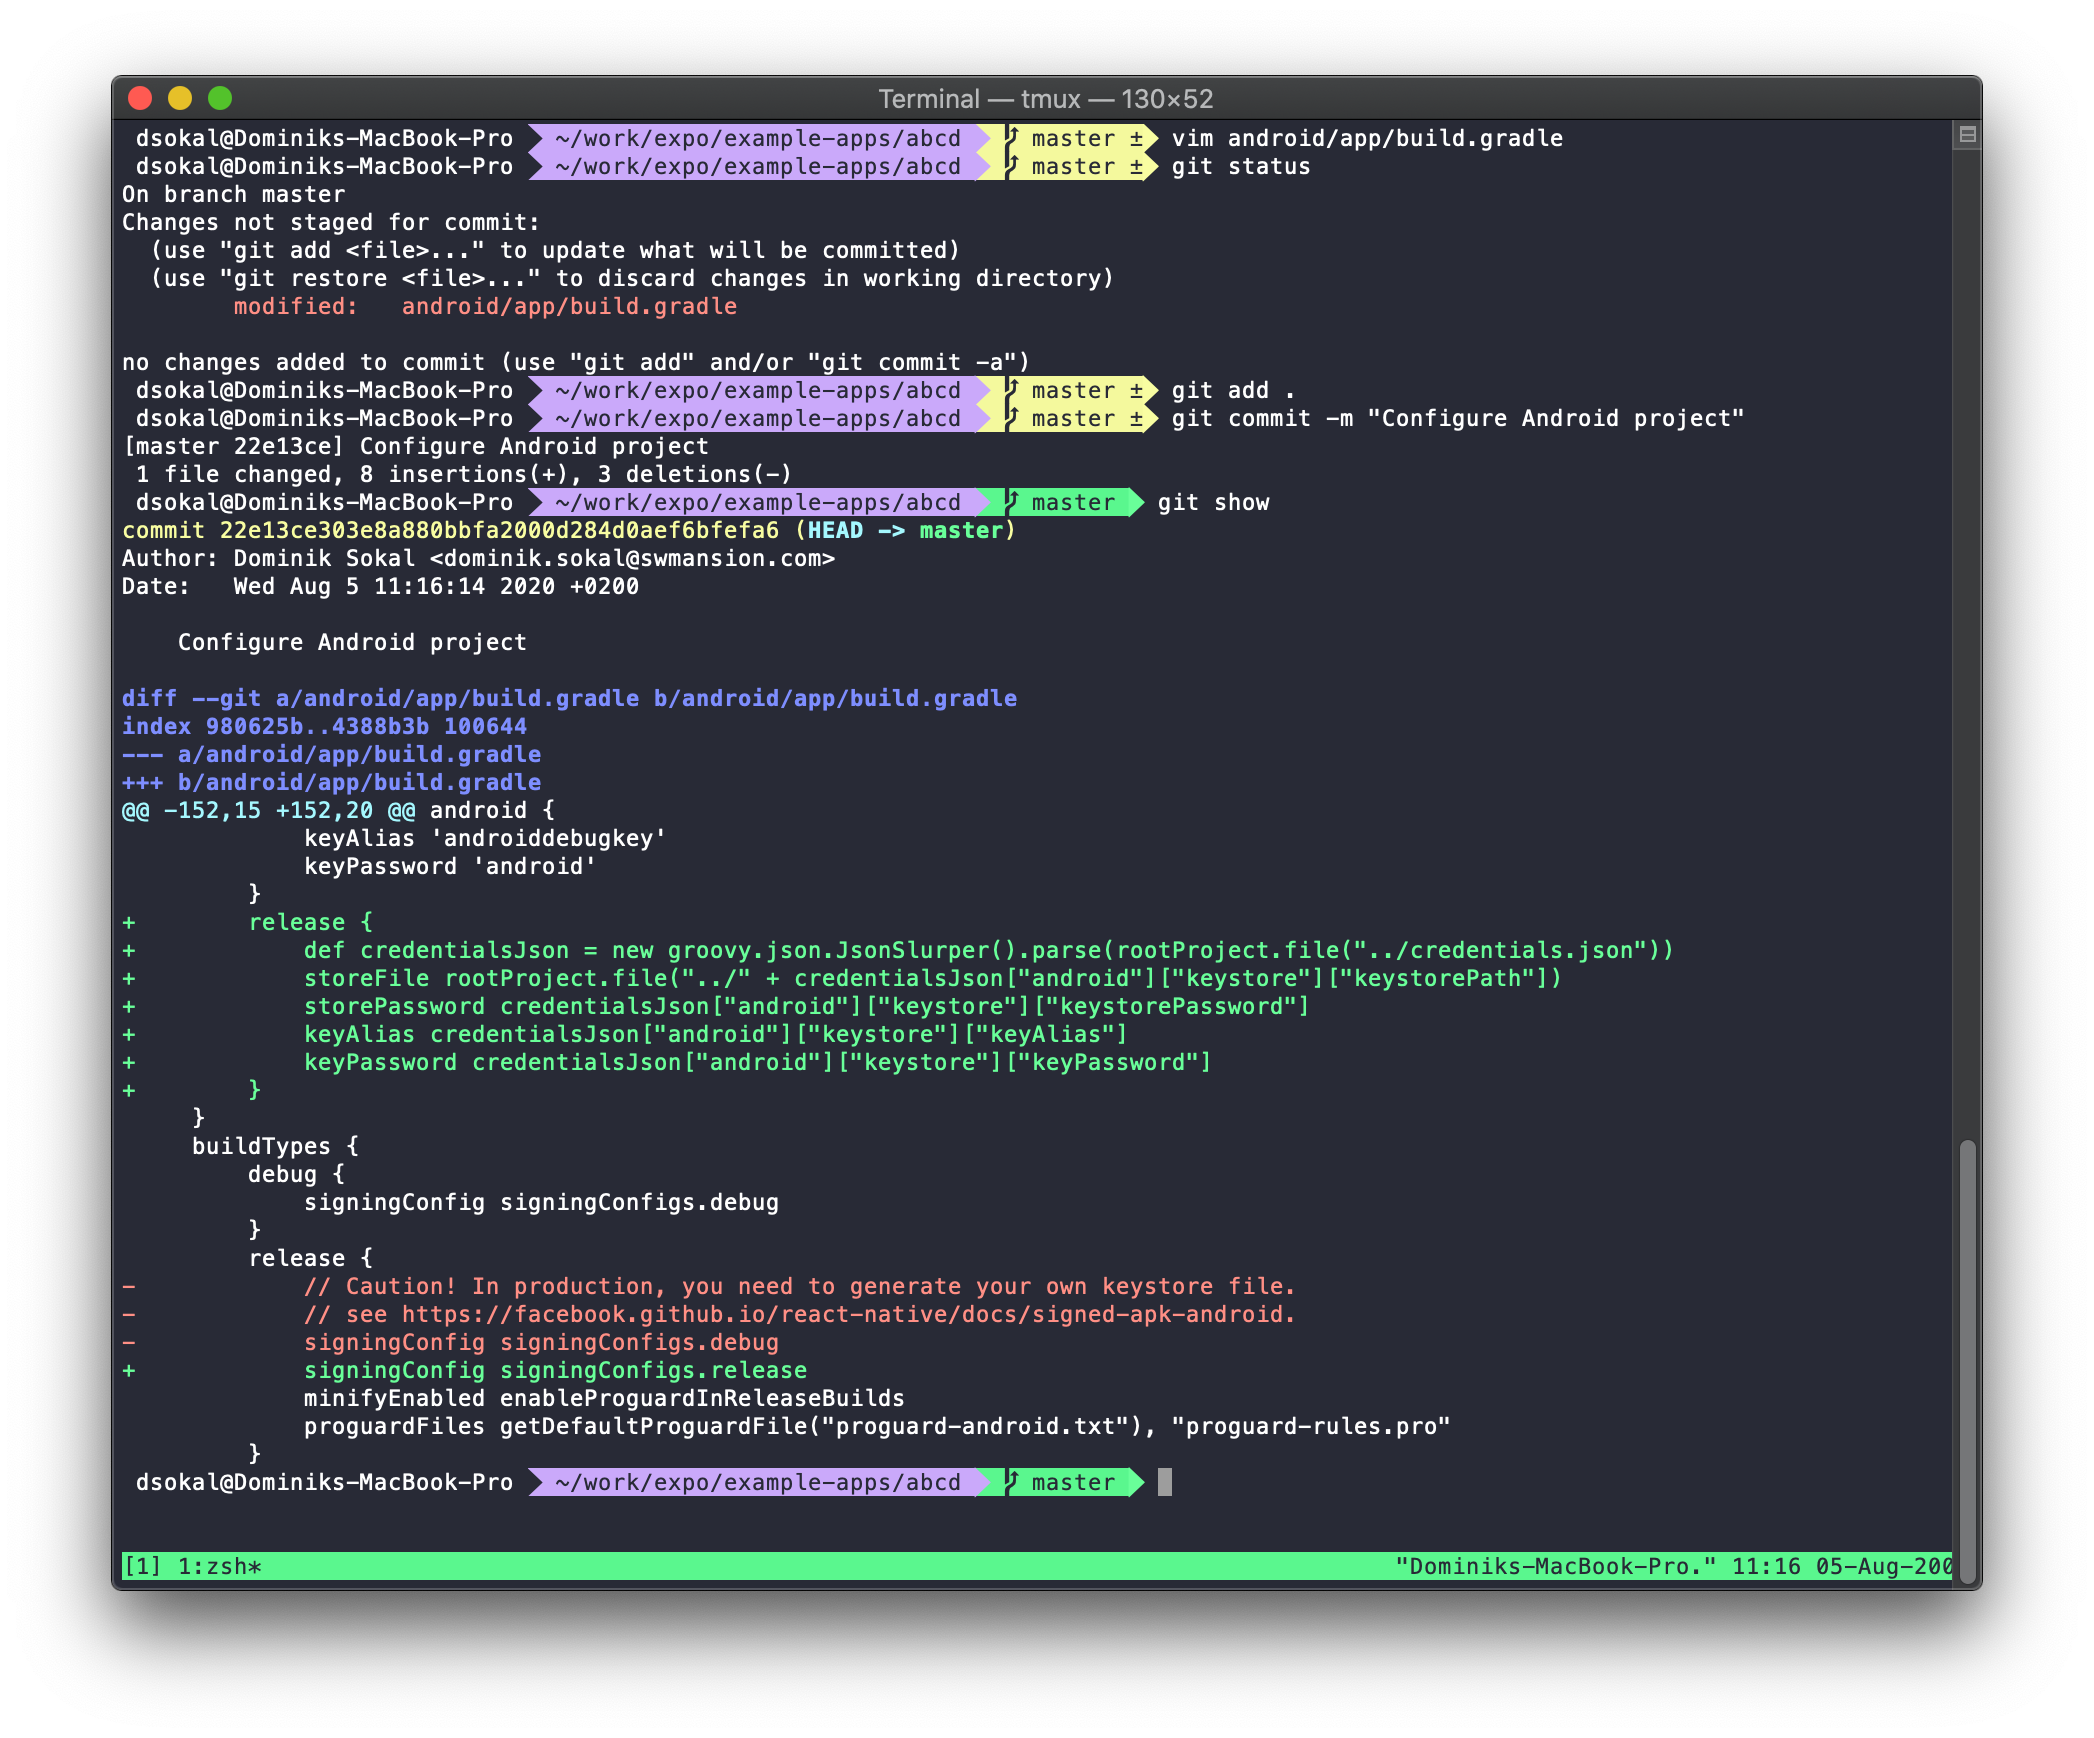 Terminal — tmux — 130×52
dsokal@Dominiks-MacBook-Pro ~/work/expo/example-apps/abcd master ± vim android/app/build.gradle
dsokal@Dominiks-MacBook-Pro ~/work/expo/example-apps/abcd master ± git status
On branch master
Changes not staged for commit:
  (use "git add <file>..." to update what will be committed)
  (use "git restore <file>..." to discard changes in working directory)
        modified:   android/app/build.gradle
no changes added to commit (use "git add" and/or "git commit -a")
dsokal@Dominiks-MacBook-Pro ~/work/expo/example-apps/abcd master ± git add .
dsokal@Dominiks-MacBook-Pro ~/work/expo/example-apps/abcd master ± git commit -m "Configure Android project"
[master 22e13ce] Configure Android project
 1 file changed, 8 insertions(+), 3 deletions(-)
dsokal@Dominiks-MacBook-Pro ~/work/expo/example-apps/abcd master git show
commit 22e13ce303e8a880bbfa2000d284d0aef6bfefa6 (HEAD -> master)
Author: Dominik Sokal <dominik.sokal@swmansion.com>
Date:   Wed Aug 5 11:16:14 2020 +0200
    Configure Android project
diff --git a/android/app/build.gradle b/android/app/build.gradle
index 980625b..4388b3b 100644
--- a/android/app/build.gradle
+++ b/android/app/build.gradle
@@ -152,15 +152,20 @@ android {
             keyAlias 'androiddebugkey'
             keyPassword 'android'
         }
+        release {
+            def credentialsJson = new groovy.json.JsonSlurper().parse(rootProject.file("../credentials.json"))
+            storeFile rootProject.file("../" + credentialsJson["android"]["keystore"]["keystorePath"])
+            storePassword credentialsJson["android"]["keystore"]["keystorePassword"]
+            keyAlias credentialsJson["android"]["keystore"]["keyAlias"]
+            keyPassword credentialsJson["android"]["keystore"]["keyPassword"]
+        }
     }
     buildTypes {
         debug {
             signingConfig signingConfigs.debug
         }
         release {
-            // Caution! In production, you need to generate your own keystore file.
-            // see https://facebook.github.io/react-native/docs/signed-apk-android.
-            signingConfig signingConfigs.debug
+            signingConfig signingConfigs.release
             minifyEnabled enableProguardInReleaseBuilds
             proguardFiles getDefaultProguardFile("proguard-android.txt"), "proguard-rules.pro"
         }
dsokal@Dominiks-MacBook-Pro ~/work/expo/example-apps/abcd master
[1] 1:zsh* "Dominiks-MacBook-Pro." 11:16 05-Aug-200